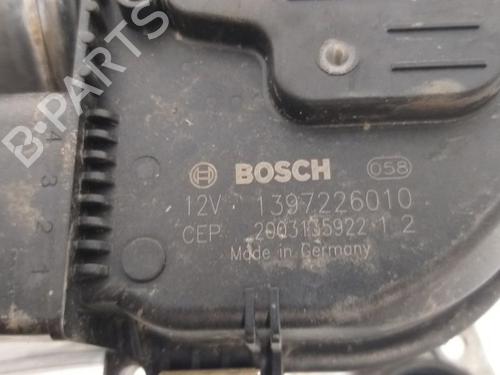 B-PARTS
BOSCH 058
12V 1397226010
CEP 2003135922 1 2
Made in Germany
4
3
2
1